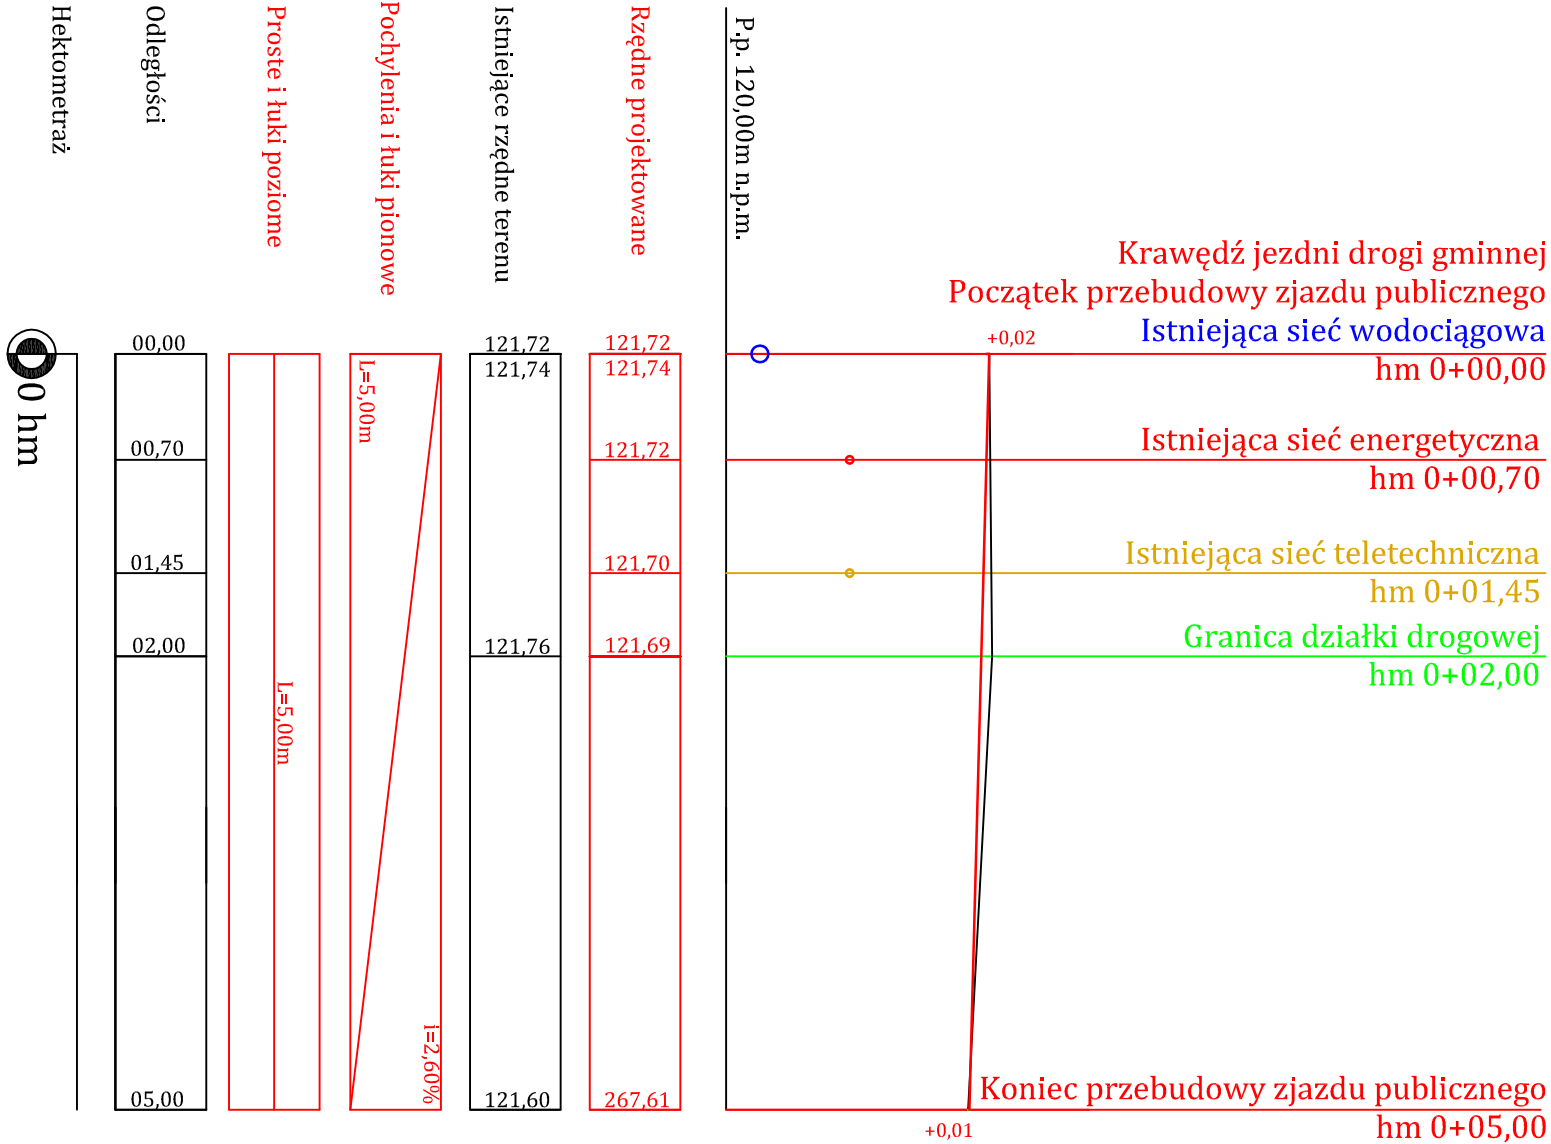 Hektometraż
Odległości
Proste i łuki poziome
Pochylenia i łuki pionowe
Istniejące rzędne terenu
Rzędne projektowane
P.p. 120,00m n.p.m.
Krawędź jezdni drogi gminnej
Początek przebudowy zjazdu publicznego
Istniejąca sieć wodociągowa
hm 0+00,00
+0,02
Istniejąca sieć energetyczna
hm 0+00,70
Istniejąca sieć teletechniczna
hm 0+01,45
Granica działki drogowej
hm 0+02,00
Koniec przebudowy zjazdu publicznego
hm 0+05,00
+0,01
0 hm
00,00
00,70
01,45
02,00
05,00
L=5,00m
L=5,00m
i=2,60%
121,72
121,74
121,76
121,60
121,72
121,74
121,72
121,70
121,69
267,61